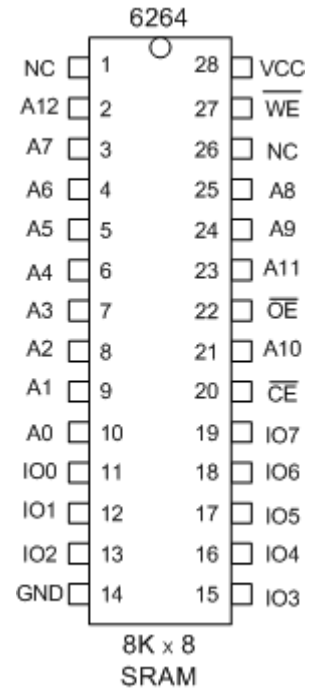 6264
NC 1 28 VCC
A12 2 27 W̅E̅
A7 3 26 NC
A6 4 25 A8
A5 5 24 A9
A4 6 23 A11
A3 7 22 O̅E̅
A2 8 21 A10
A1 9 20 C̅E̅
A0 10 19 IO7
IO0 11 18 IO6
IO1 12 17 IO5
IO2 13 16 IO4
GND 14 15 IO3
8K x 8
SRAM